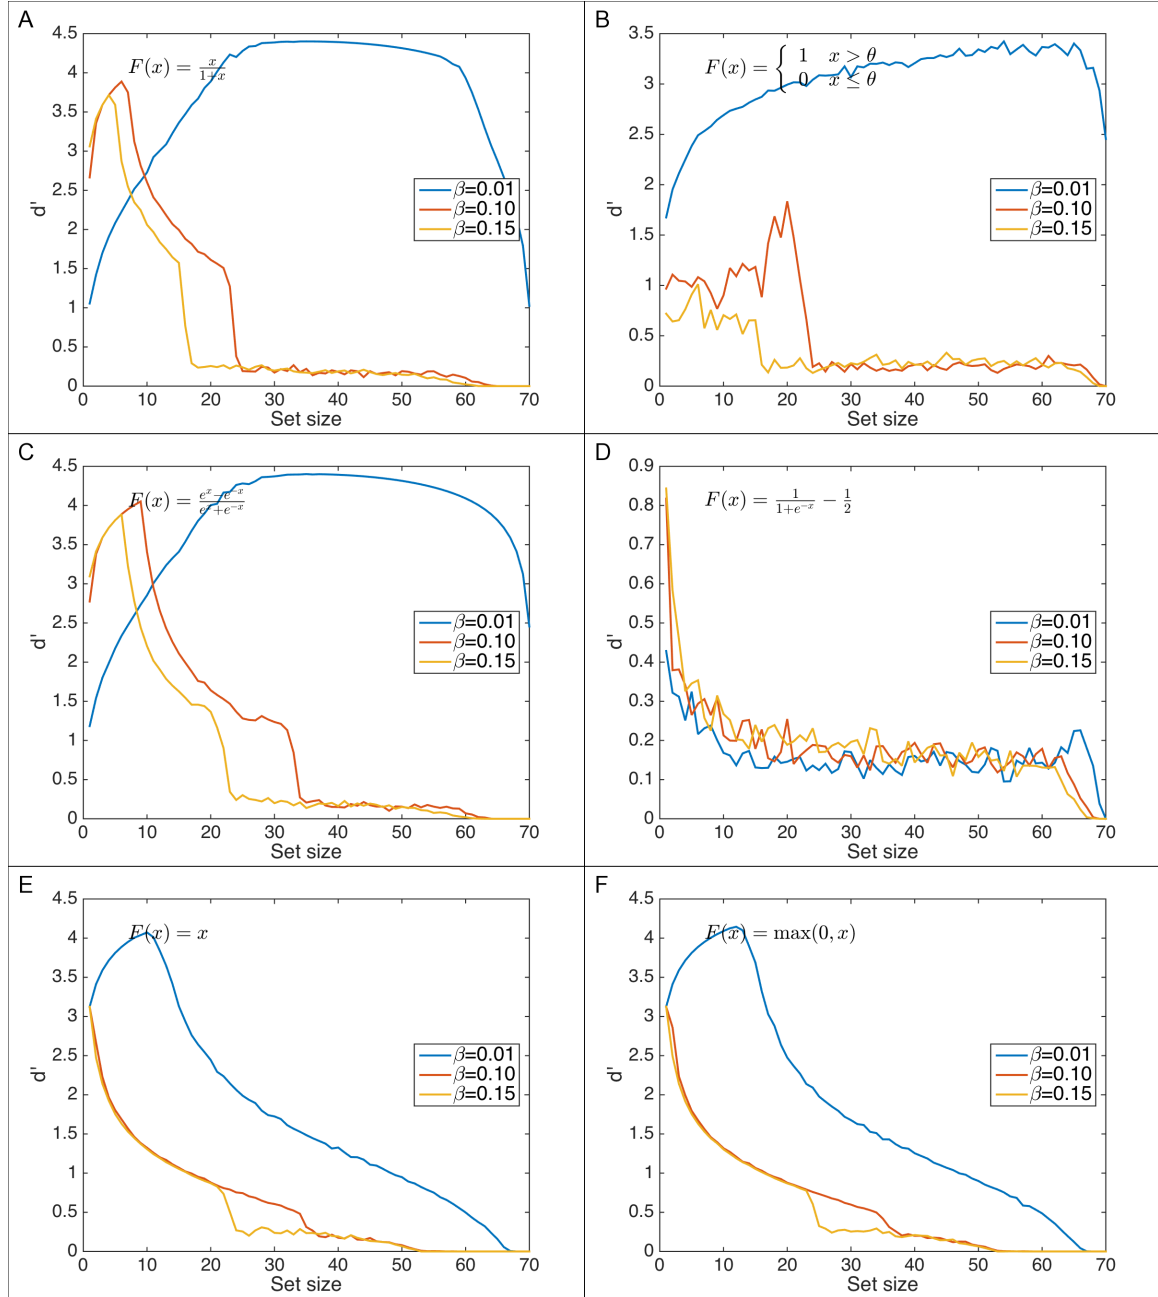 A
4.5
4
3.5
3
2.5
2
1.5
1
0.5
0
d'
F(x) = x/(1+x)
β=0.01
β=0.10
β=0.15
0 10 20 30 40 50 60 70
Set size
B
3.5
3
2.5
2
1.5
1
0.5
0
d'
F(x) = { 1 x > θ
0 x ≤ θ
β=0.01
β=0.10
β=0.15
0 10 20 30 40 50 60 70
Set size
C
4.5
4
3.5
3
2.5
2
1.5
1
0.5
0
d'
F(x) = (e^x − e^−x)/(e^x + e^−x)
β=0.01
β=0.10
β=0.15
0 10 20 30 40 50 60 70
Set size
D
0.9
0.8
0.7
0.6
0.5
0.4
0.3
0.2
0.1
0
d'
F(x) = 1/(1+e^−x) − 1/2
β=0.01
β=0.10
β=0.15
0 10 20 30 40 50 60 70
Set size
E
4.5
4
3.5
3
2.5
2
1.5
1
0.5
0
d'
F(x) = x
β=0.01
β=0.10
β=0.15
0 10 20 30 40 50 60 70
Set size
F
4.5
4
3.5
3
2.5
2
1.5
1
0.5
0
d'
F(x) = max(0, x)
β=0.01
β=0.10
β=0.15
0 10 20 30 40 50 60 70
Set size